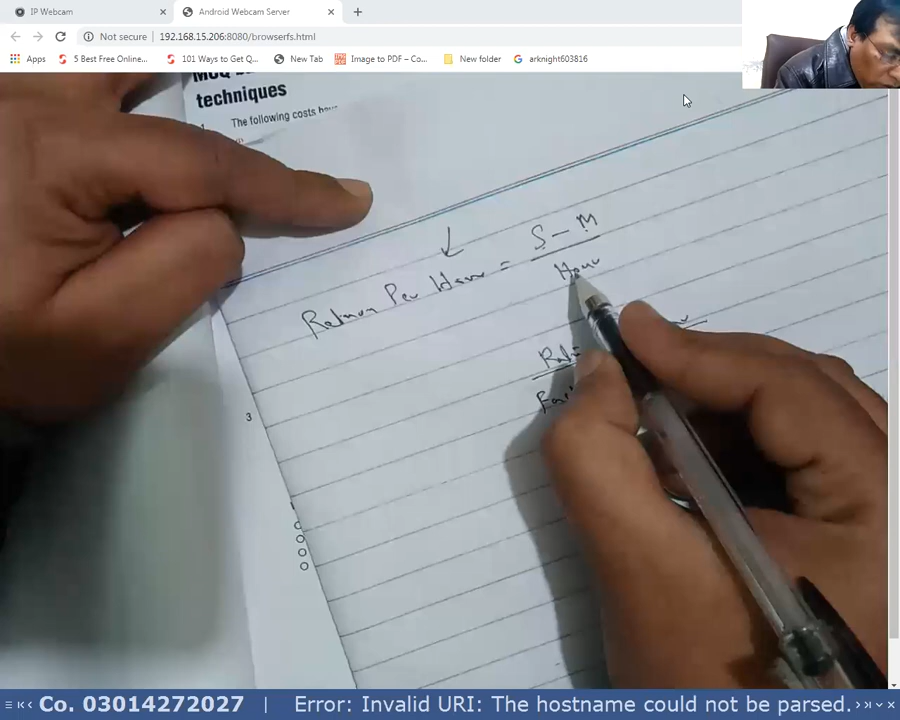 IP Webcam
Android Webcam Server
Not secure | 192.168.15.206:8080/browserfs.html
Apps
5 Best Free Online...
101 Ways to Get Q...
New Tab
Image to PDF – Co...
New folder
arknight603816
techniques
1 The following costs have
Return Per Hour = S - M
Hour
3
Co. 03014272027 | Error: Invalid URI: The hostname could not be parsed.